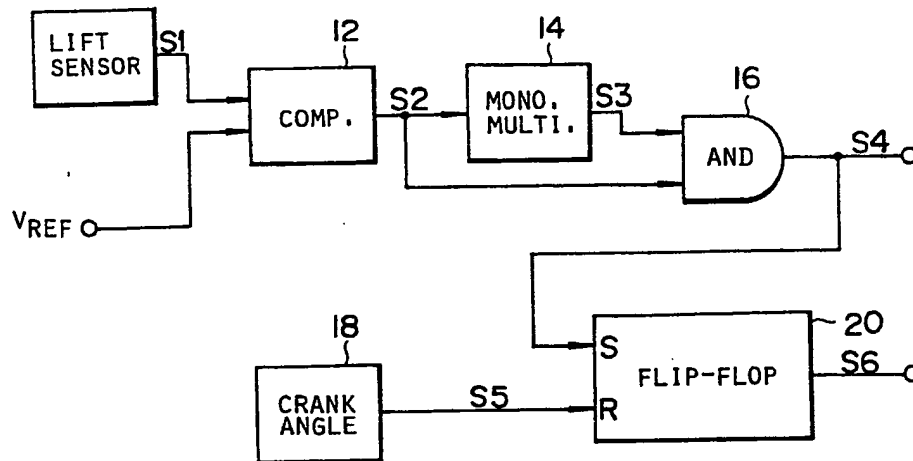 LIFT
SENSOR
S1
12
COMP.
S2
14
MONO.
MULTI.
S3
16
AND
S4
VREF
18
CRANK
ANGLE
S5
20
S
R
FLIP-FLOP
S6